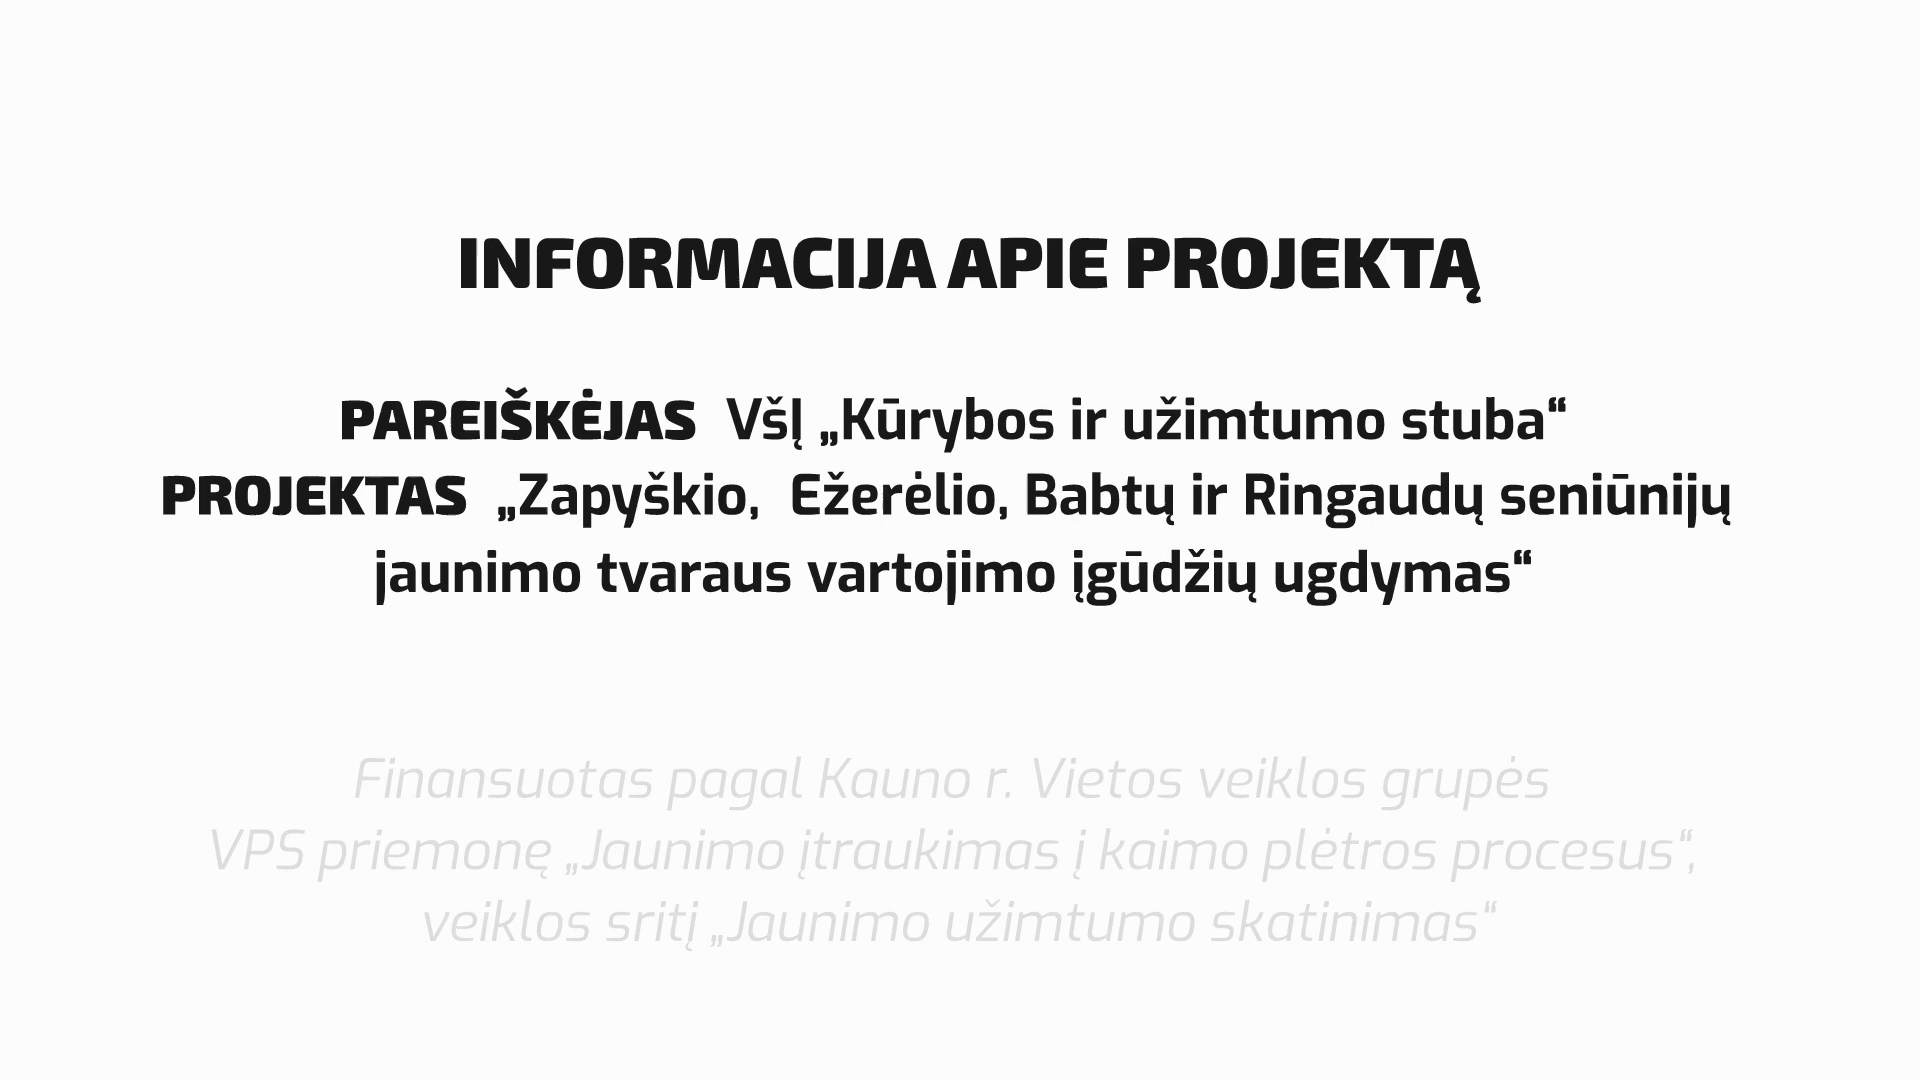 INFORMACIJA APIE PROJEKTĄ
PAREIŠKĖJAS VšĮ „Kūrybos ir užimtumo stuba“
PROJEKTAS „Zapyškio, Ežerėlio, Babtų ir Ringaudų seniūnijų
jaunimo tvaraus vartojimo įgūdžių ugdymas“
Finansuotas pagal Kauno r. Vietos veiklos grupės
VPS priemonę „Jaunimo įtraukimas į kaimo plėtros procesus“,
veiklos sritį „Jaunimo užimtumo skatinimas“